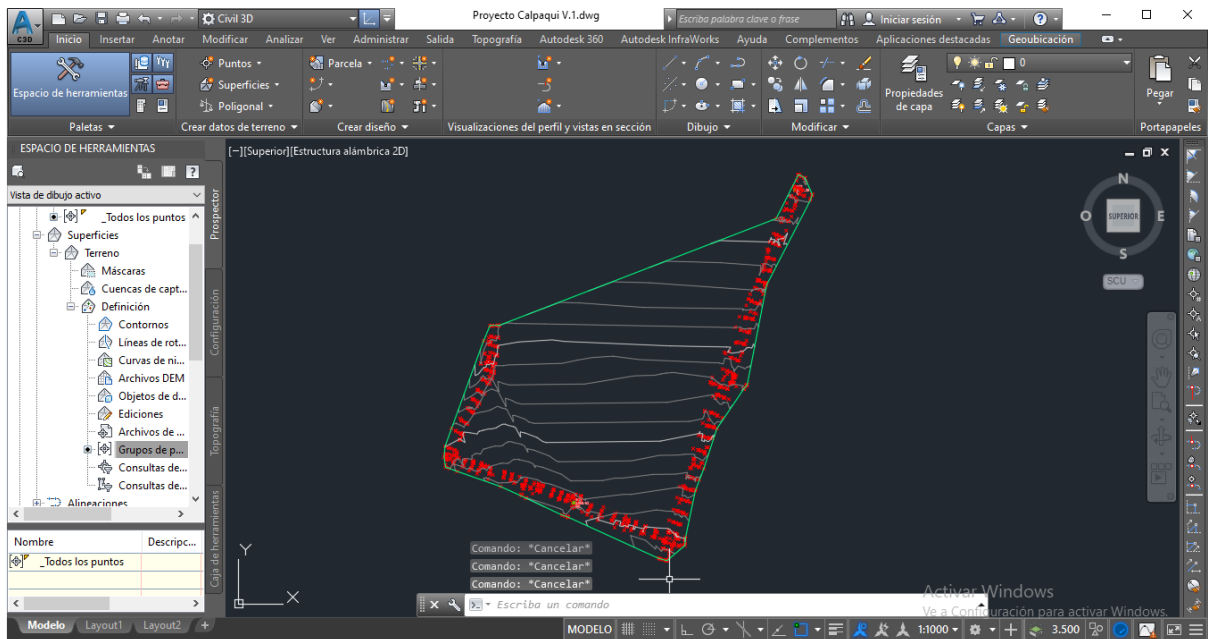 C3D
Civil 3D
Proyecto Calpaqui V.1.dwg
Escriba palabra clave o frase
Iniciar sesión
Inicio Insertar Anotar Modificar Analizar Ver Administrar Salida Topografía Autodesk 360 Autodesk InfraWorks Ayuda Complementos Aplicaciones destacadas Geoubicación
Espacio de herramientas
Puntos
Superficies
Poligonal
Parcela
0
Propiedades
de capa
Pegar
Paletas
Crear datos de terreno
Crear diseño
Visualizaciones del perfil y vistas en sección
Dibujo
Modificar
Capas
Portapapeles
ESPACIO DE HERRAMIENTAS
[−][Superior][Estructura alámbrica 2D]
Vista de dibujo activo
_Todos los puntos
Superficies
Terreno
Máscaras
Cuencas de capt...
Definición
Contornos
Líneas de rot...
Curvas de ni...
Archivos DEM
Objetos de d...
Ediciones
Archivos de ...
Grupos de p...
Consultas de...
Consultas de...
Alineaciones
Prospector
Configuración
Topografía
Caja de herramientas
Nombre Descripc...
_Todos los puntos
N
O SUPERIOR E
S
SCU
Y
X
Comando: *Cancelar*
Comando: *Cancelar*
Comando: *Cancelar*
Escriba un comando
Activar Windows
Ve a Configuración para activar Windows.
Modelo Layout1 Layout2 +
MODELO
1:1000
3.500